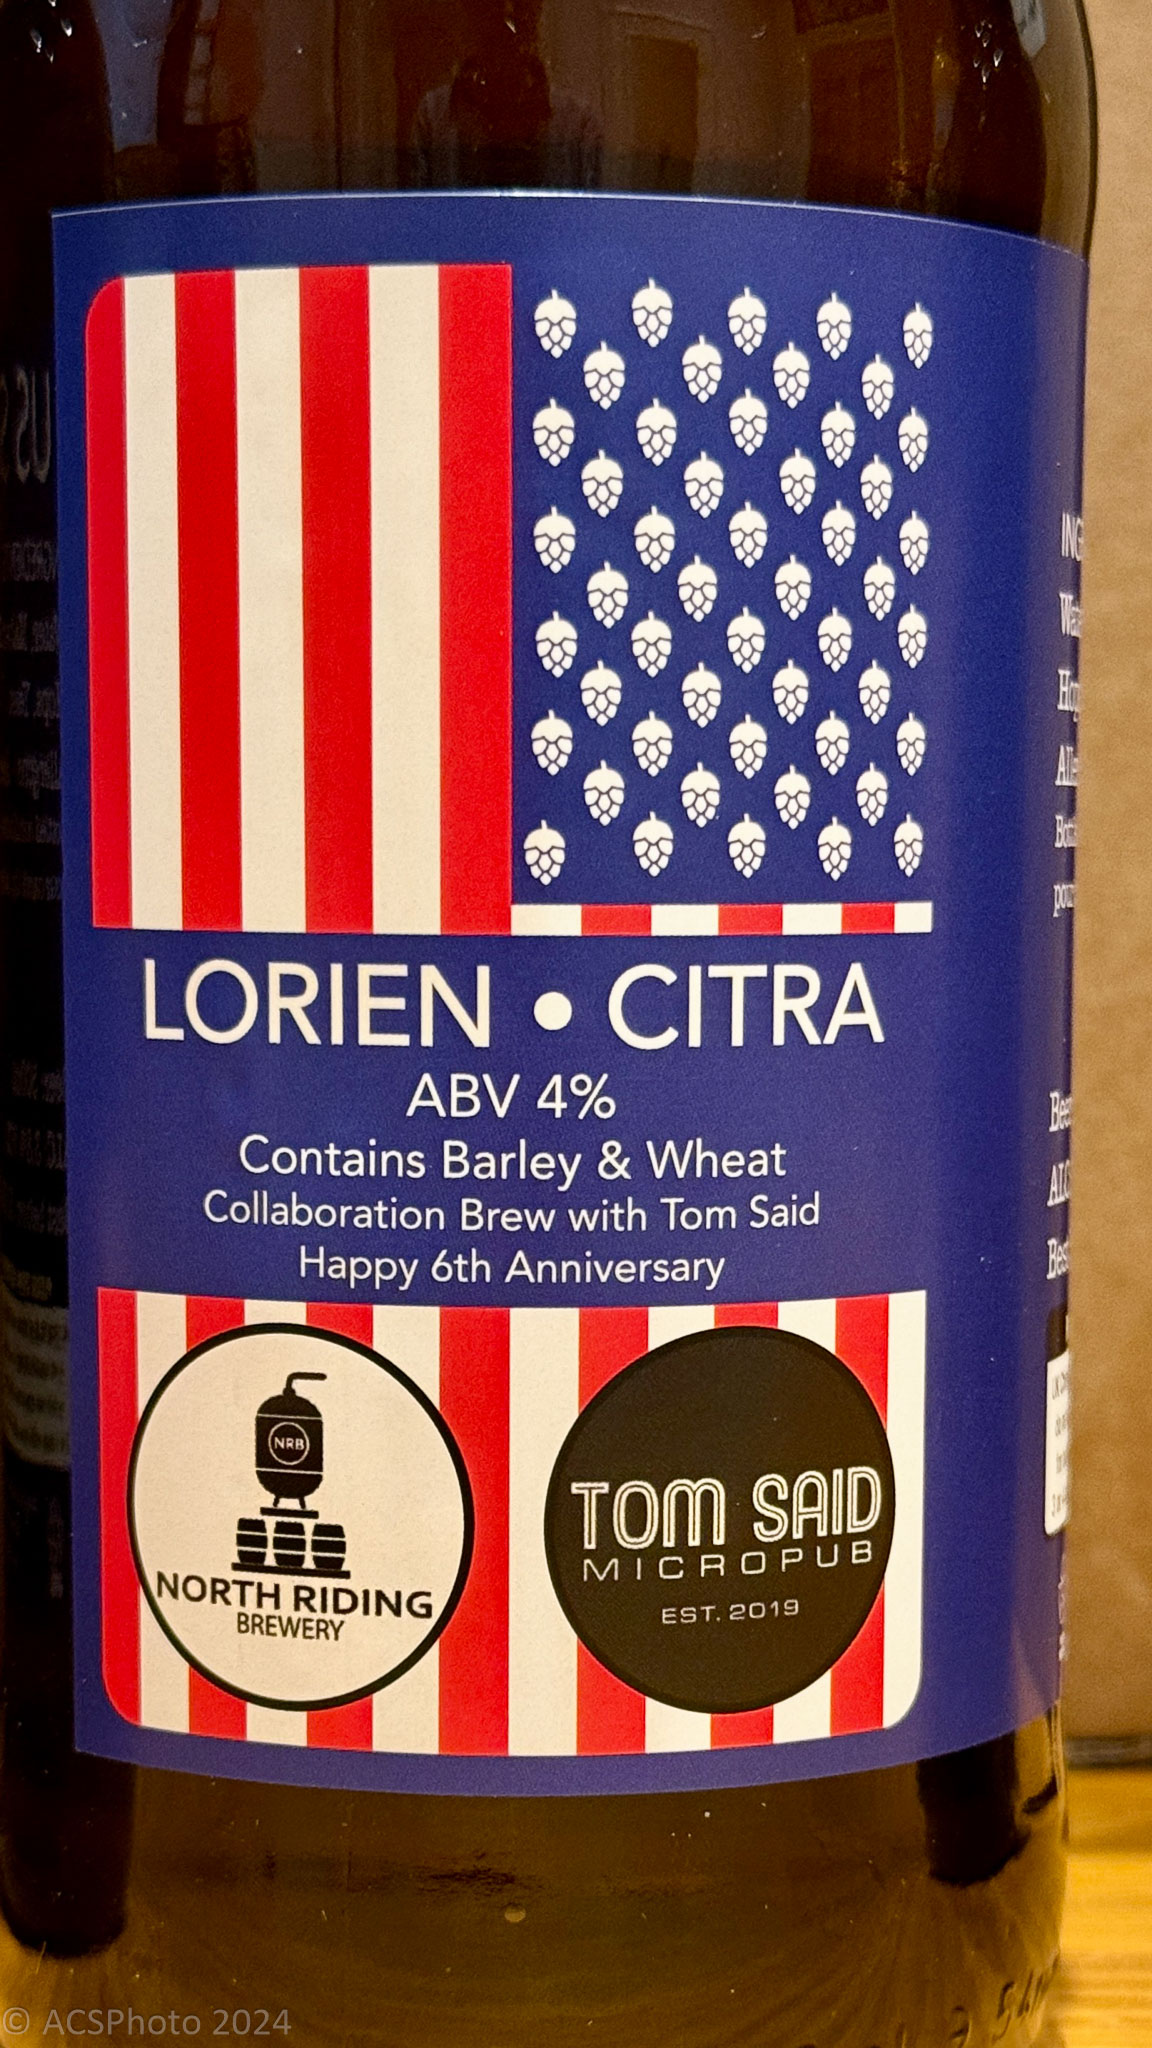 LORIEN • CITRA
ABV 4%
Contains Barley & Wheat
Collaboration Brew with Tom Said
Happy 6th Anniversary
NRB
NORTH RIDING
BREWERY
TOM SAID
MICROPUB
EST. 2019
US
© ACSPhoto 2024